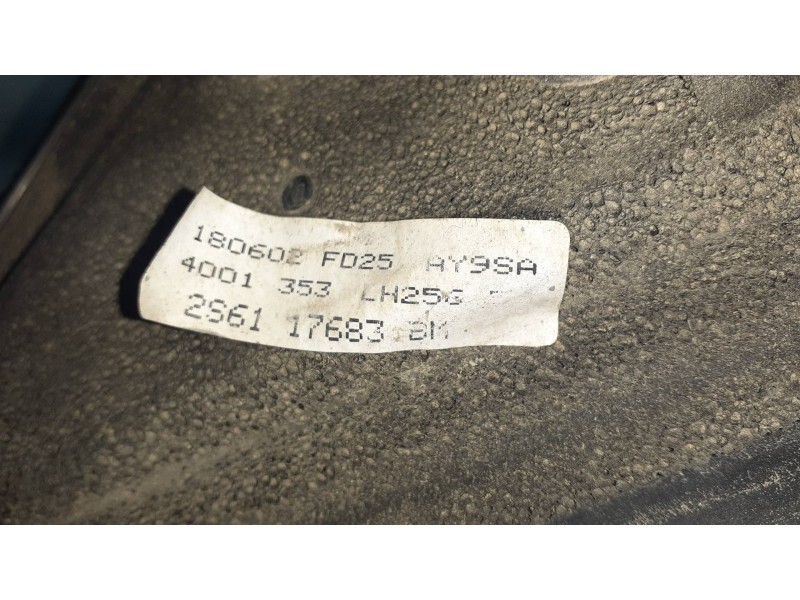 180602 FD25 AY9SA
4001 353 LH25G
2S61 17683 BM